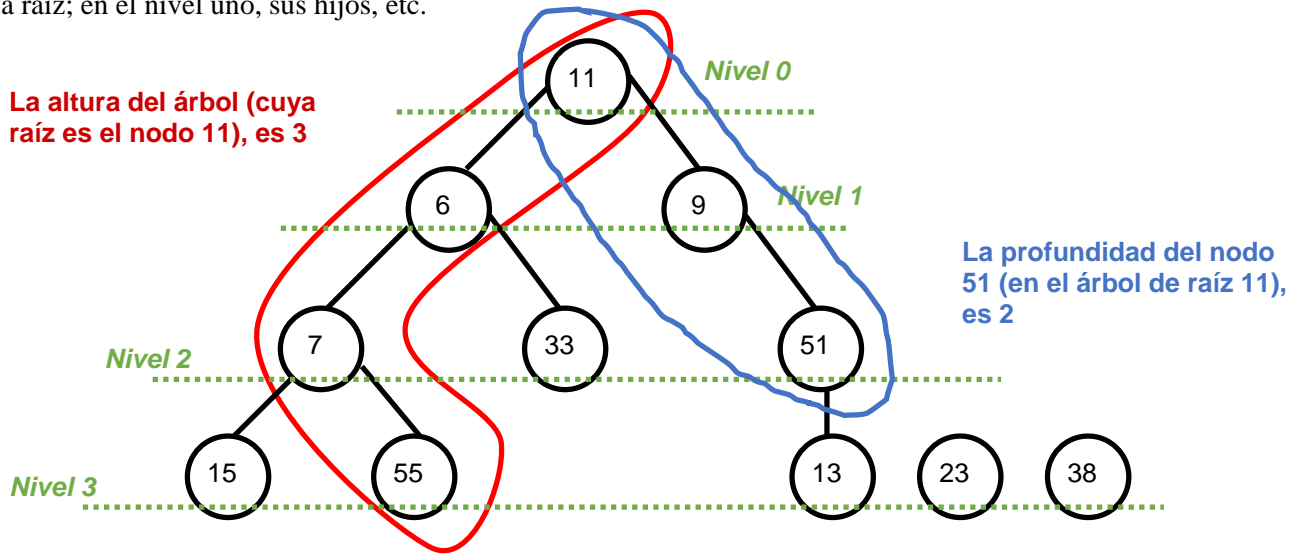 la raíz; en el nivel uno, sus hijos, etc.
11
Nivel 0
La altura del árbol (cuya
raíz es el nodo 11), es 3
6
9
Nivel 1
La profundidad del nodo
51 (en el árbol de raíz 11),
es 2
7
33
51
Nivel 2
15
55
13
23
38
Nivel 3